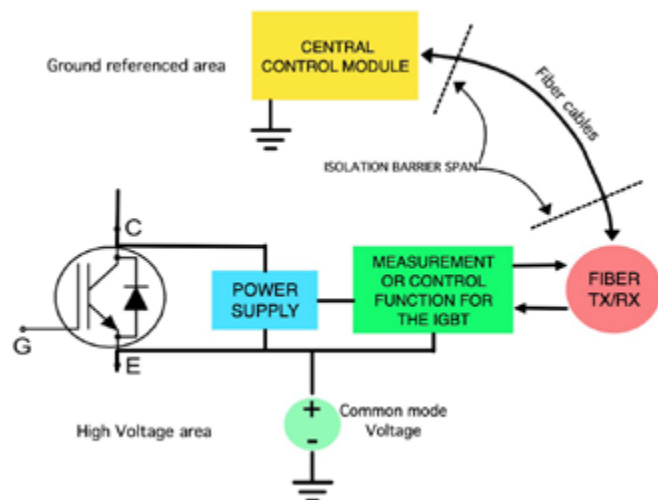 CENTRAL
CONTROL MODULE
Ground referenced area
Fiber cables
ISOLATION BARRIER SPAN
C
POWER
SUPPLY
MEASUREMENT
OR CONTROL
FUNCTION FOR
THE IGBT
FIBER
TX/RX
G
E
+
-
Common mode
Voltage
High Voltage area